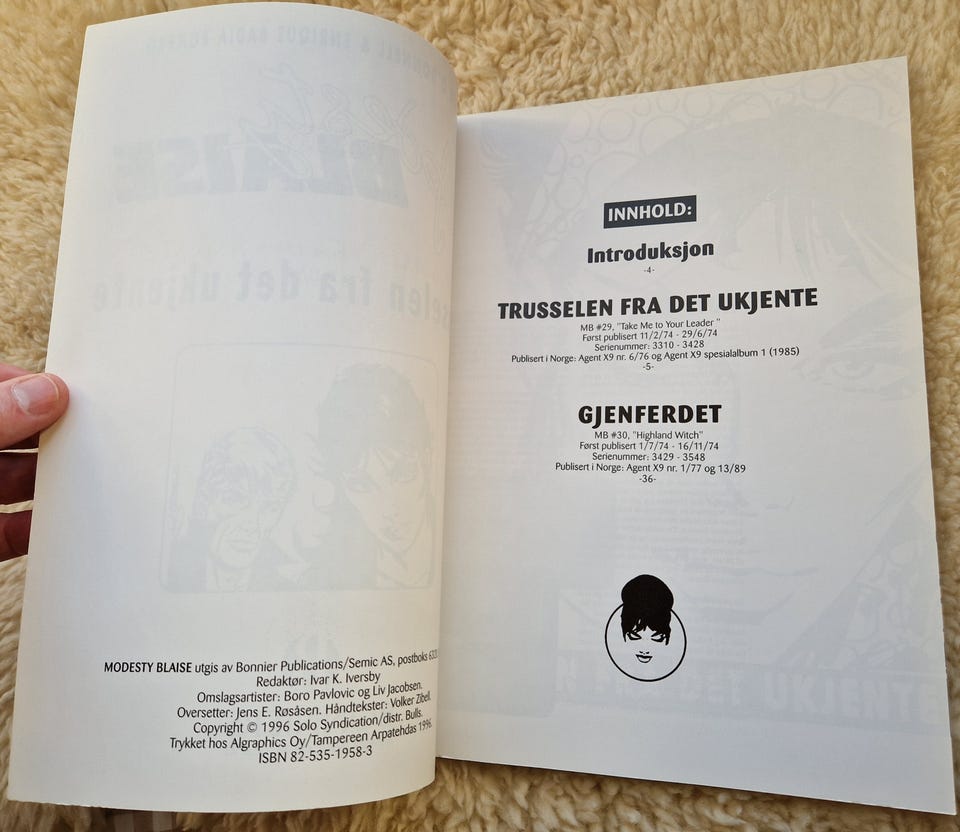 MODESTY BLAISE utgis av Bonnier Publications/Semic AS, postboks
Redaktør: Ivar K. Iversby
Omslagsartister: Boro Pavlovic og Liv Jacobsen.
Oversetter: Jens E. Røsåsen. Håndtekster: Volker Zibell.
Copyright © 1996 Solo Syndication/distr. Bulls.
Trykket hos Algraphics Oy/Tampereen Arpatehdas 1996.
ISBN 82-535-1958-3
INNHOLD:
Introduksjon
-4-
TRUSSELEN FRA DET UKJENTE
MB #29, "Take Me to Your Leader "
Først publisert 11/2/74 - 29/6/74
Serienummer: 3310 - 3428
Publisert i Norge: Agent X9 nr. 6/76 og Agent X9 spesialalbum 1 (1985)
-5-
GJENFERDET
MB #30, "Highland Witch"
Først publisert 1/7/74 - 16/11/74
Serienummer: 3429 - 3548
Publisert i Norge: Agent X9 nr. 1/77 og 13/89
-36-